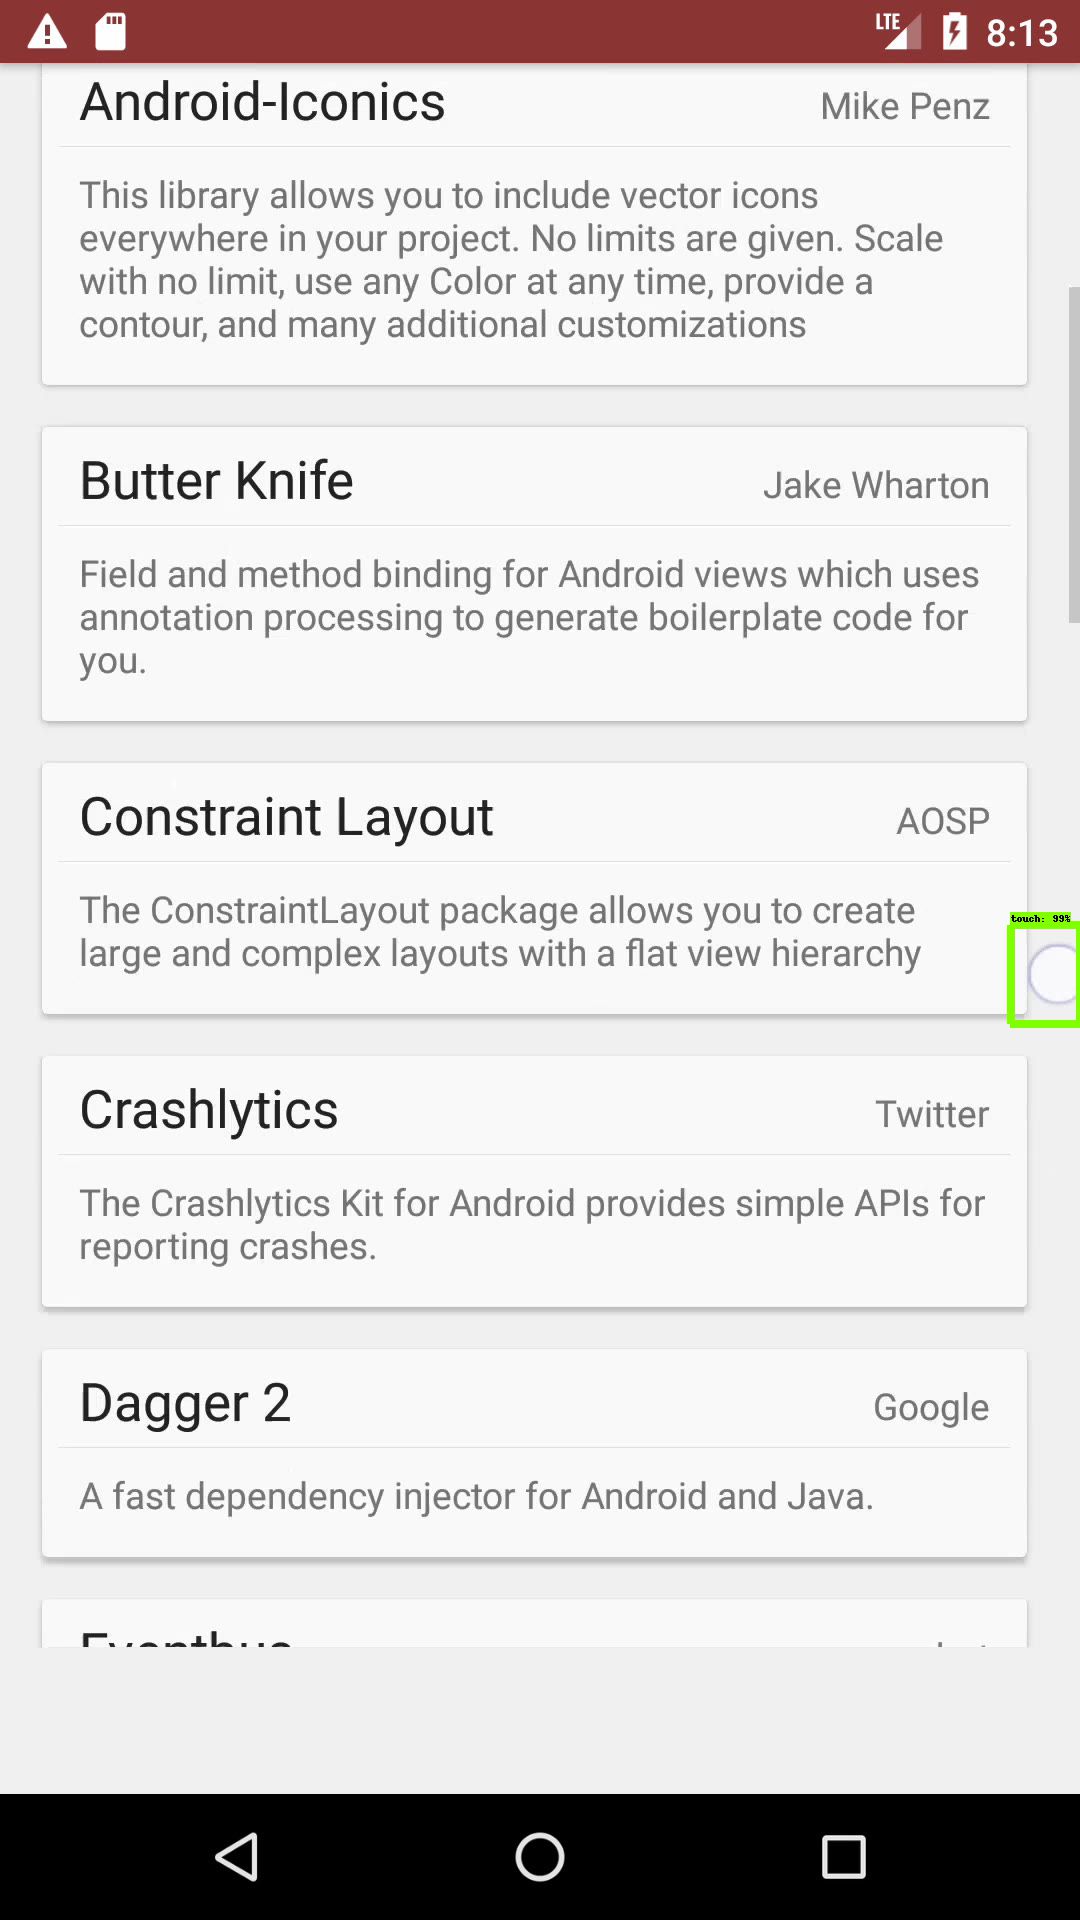 LTE 8:13
Android-Iconics Mike Penz
This library allows you to include vector icons
everywhere in your project. No limits are given. Scale
with no limit, use any Color at any time, provide a
contour, and many additional customizations
Butter Knife Jake Wharton
Field and method binding for Android views which uses
annotation processing to generate boilerplate code for
you.
Constraint Layout AOSP
The ConstraintLayout package allows you to create
large and complex layouts with a flat view hierarchy
touch: 99%
Crashlytics Twitter
The Crashlytics Kit for Android provides simple APIs for
reporting crashes.
Dagger 2 Google
A fast dependency injector for Android and Java.
Eventbus